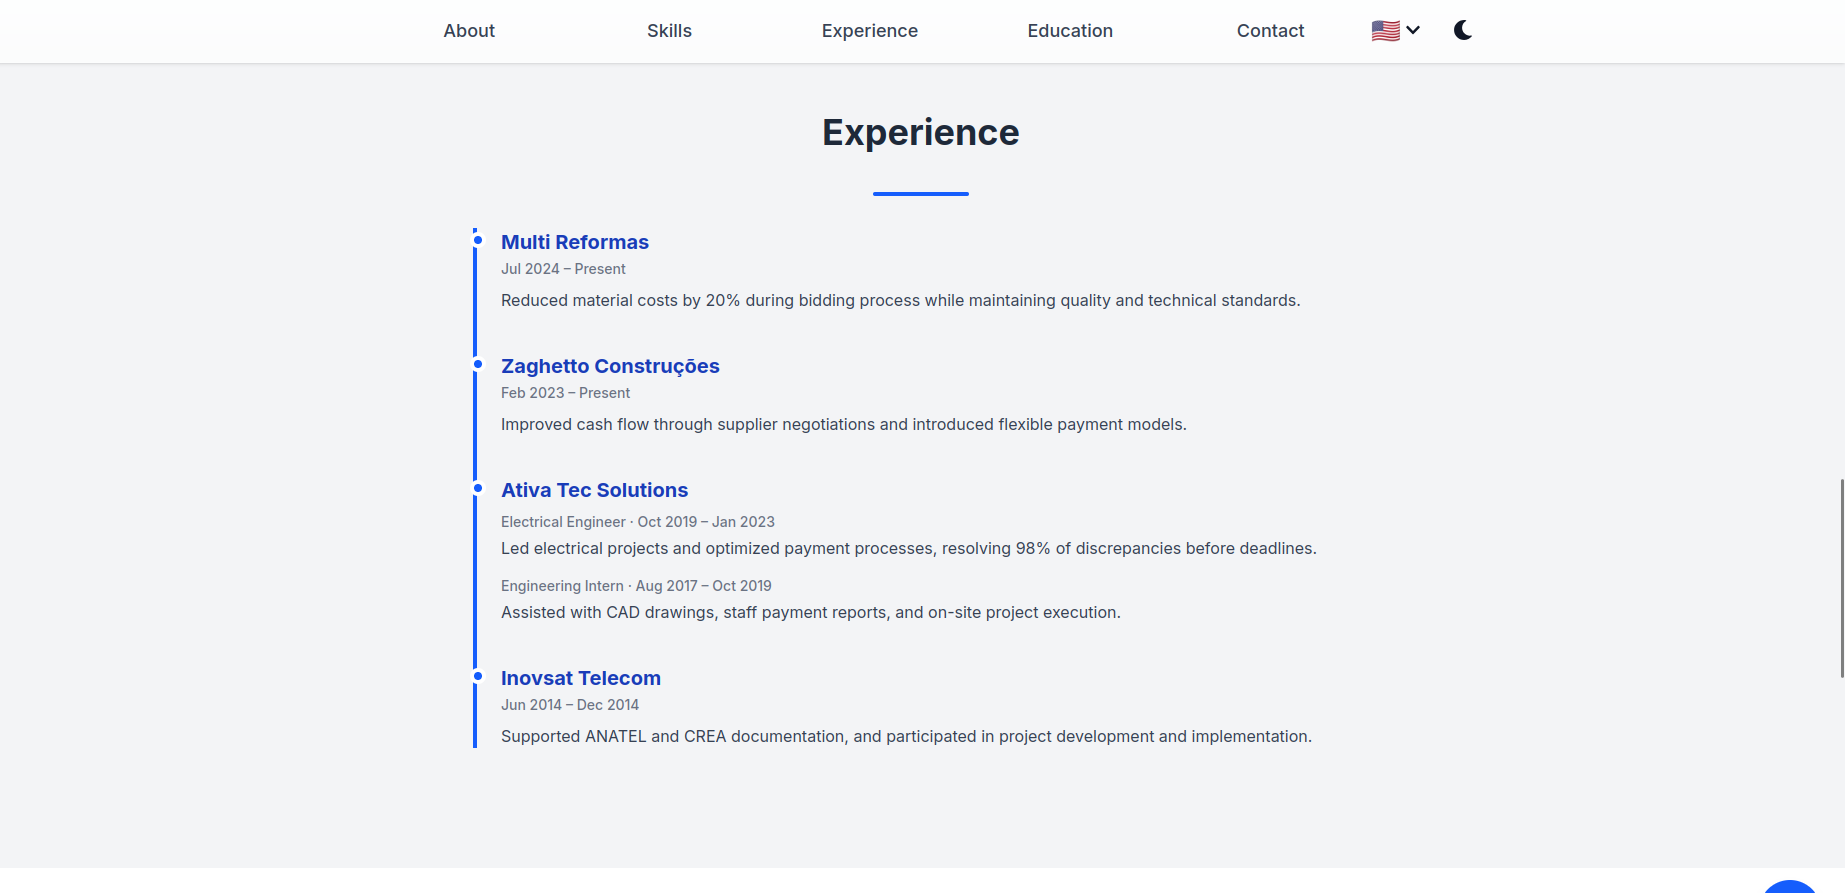 About Skills Experience Education Contact
Experience
Multi Reformas
Jul 2024 – Present
Reduced material costs by 20% during bidding process while maintaining quality and technical standards.
Zaghetto Construções
Feb 2023 – Present
Improved cash flow through supplier negotiations and introduced flexible payment models.
Ativa Tec Solutions
Electrical Engineer · Oct 2019 – Jan 2023
Led electrical projects and optimized payment processes, resolving 98% of discrepancies before deadlines.
Engineering Intern · Aug 2017 – Oct 2019
Assisted with CAD drawings, staff payment reports, and on-site project execution.
Inovsat Telecom
Jun 2014 – Dec 2014
Supported ANATEL and CREA documentation, and participated in project development and implementation.